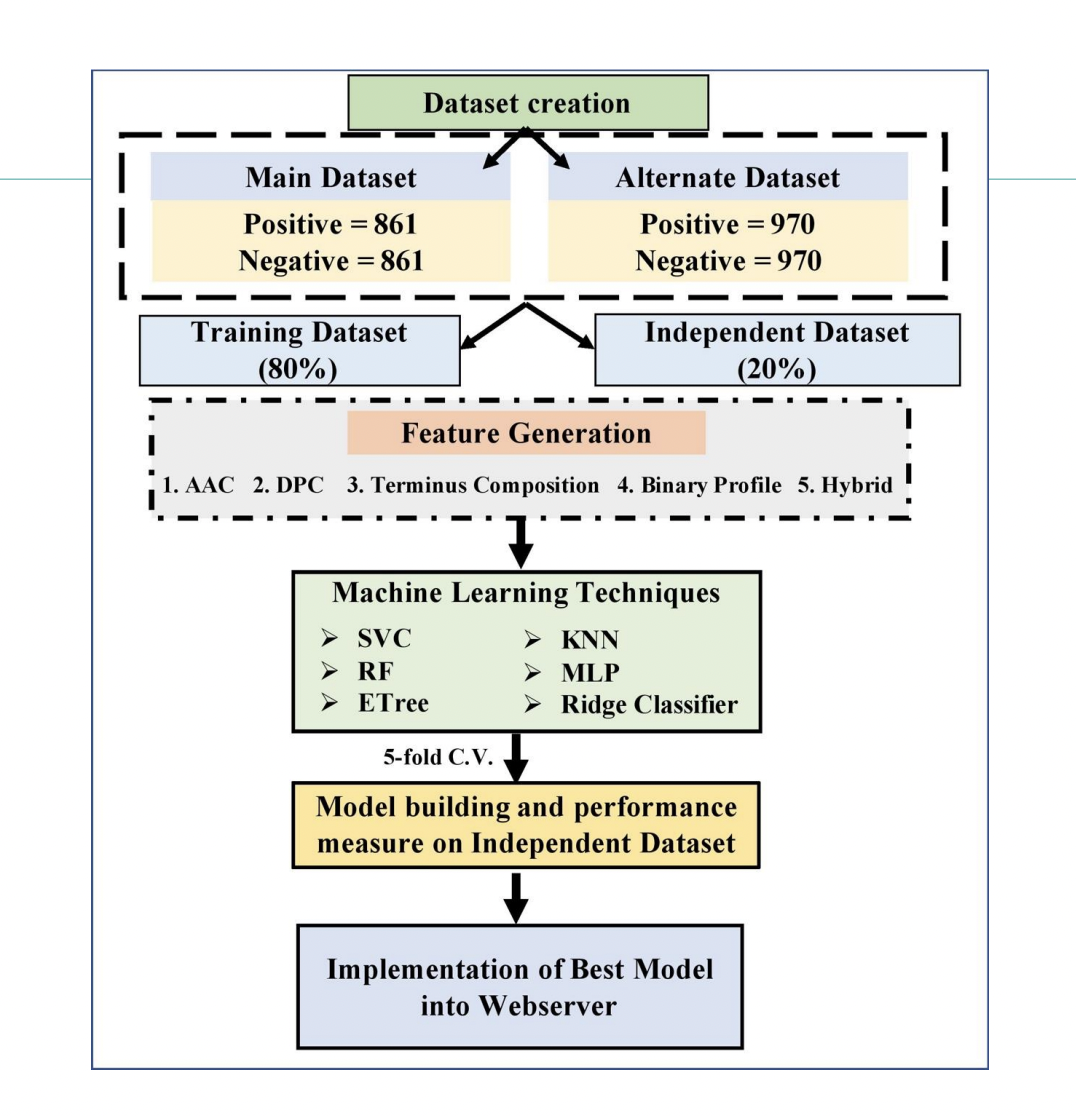 Dataset creation
Main Dataset
Positive = 861
Negative = 861
Alternate Dataset
Positive = 970
Negative = 970
Training Dataset
(80%)
Independent Dataset
(20%)
Feature Generation
1. AAC 2. DPC 3. Terminus Composition 4. Binary Profile 5. Hybrid
Machine Learning Techniques
➢ SVC
➢ RF
➢ ETree
➢ KNN
➢ MLP
➢ Ridge Classifier
5-fold C.V.
Model building and performance
measure on Independent Dataset
Implementation of Best Model
into Webserver